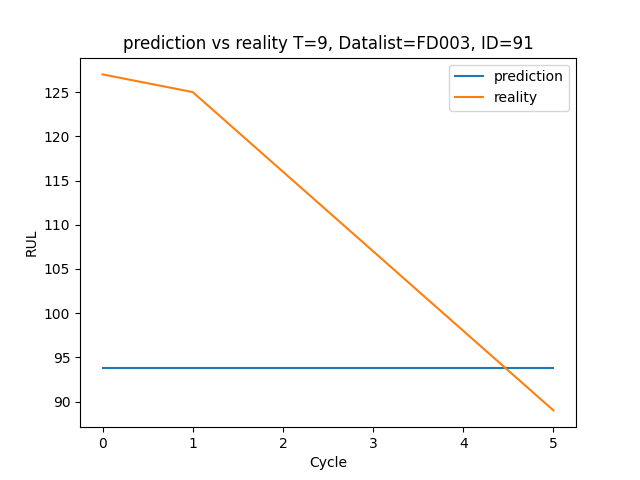 prediction vs reality T=9, Datalist=FD003, ID=91
prediction
reality
125
120
115
110
105
100
95
90
RUL
0 1 2 3 4 5
Cycle